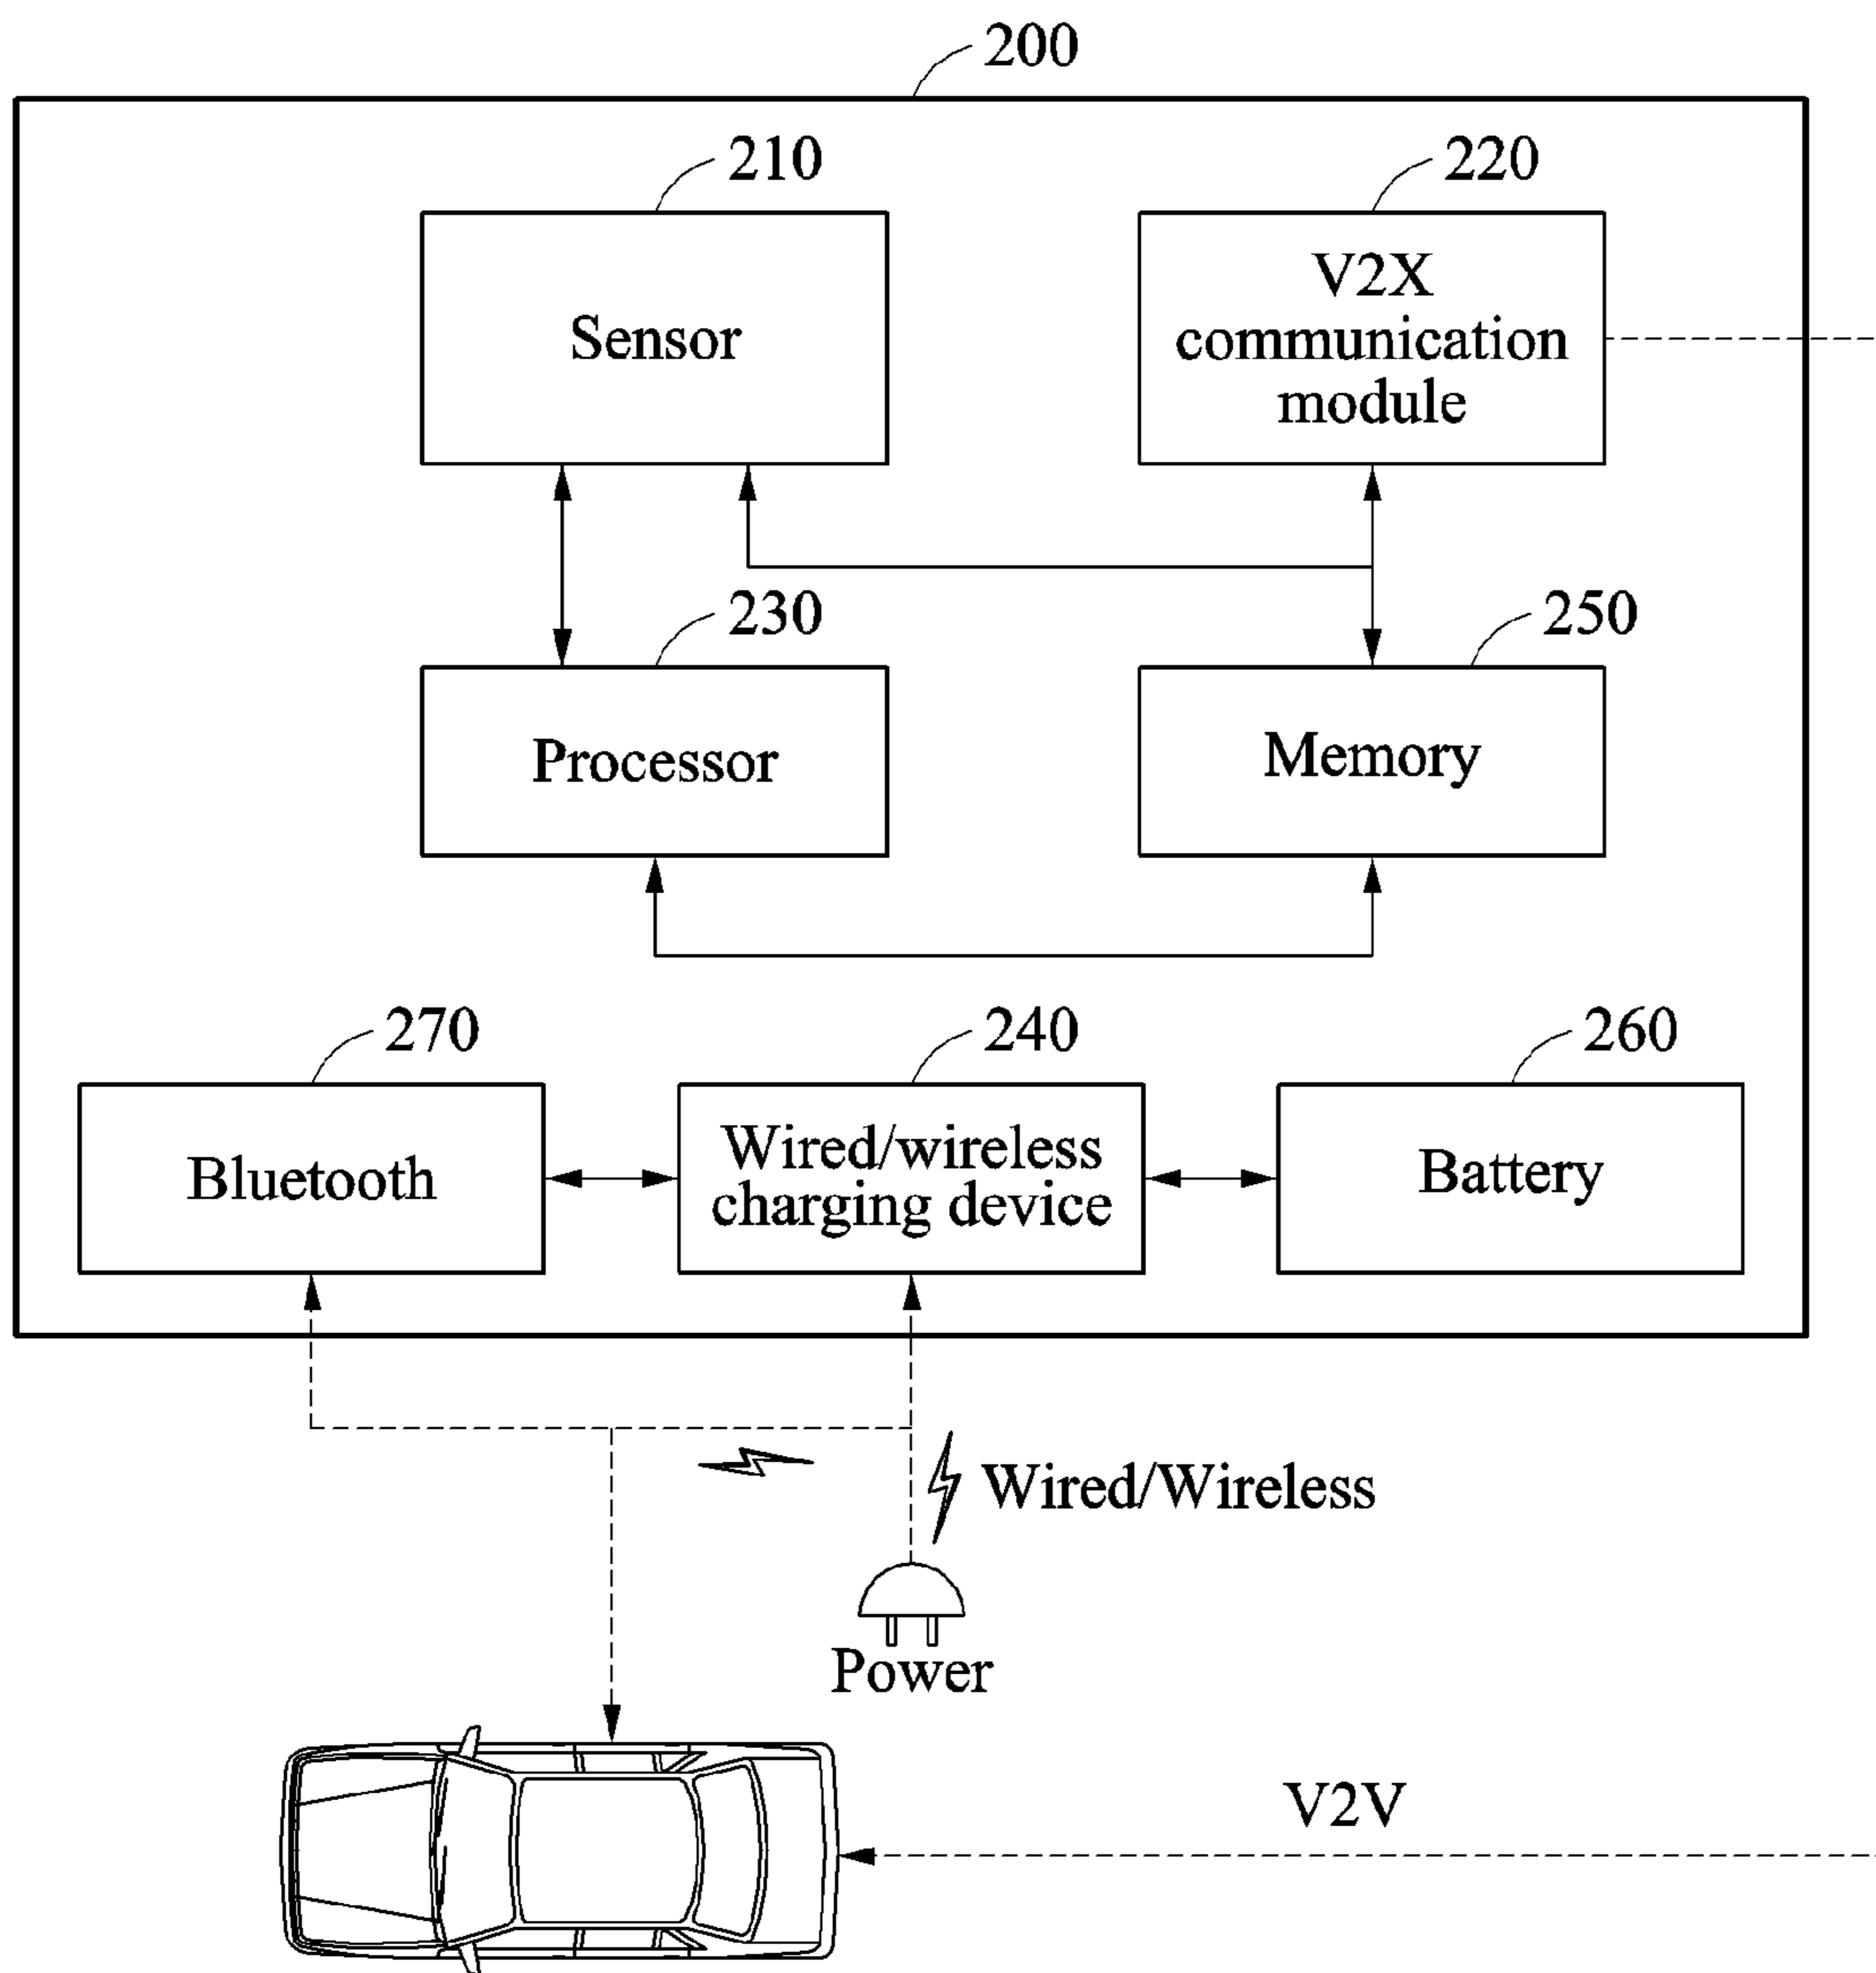 200
210
220
Sensor
V2X
communication
module
230
250
Processor
Memory
270
240
260
Bluetooth
Wired/wireless
charging device
Battery
Wired/Wireless
Power
V2V